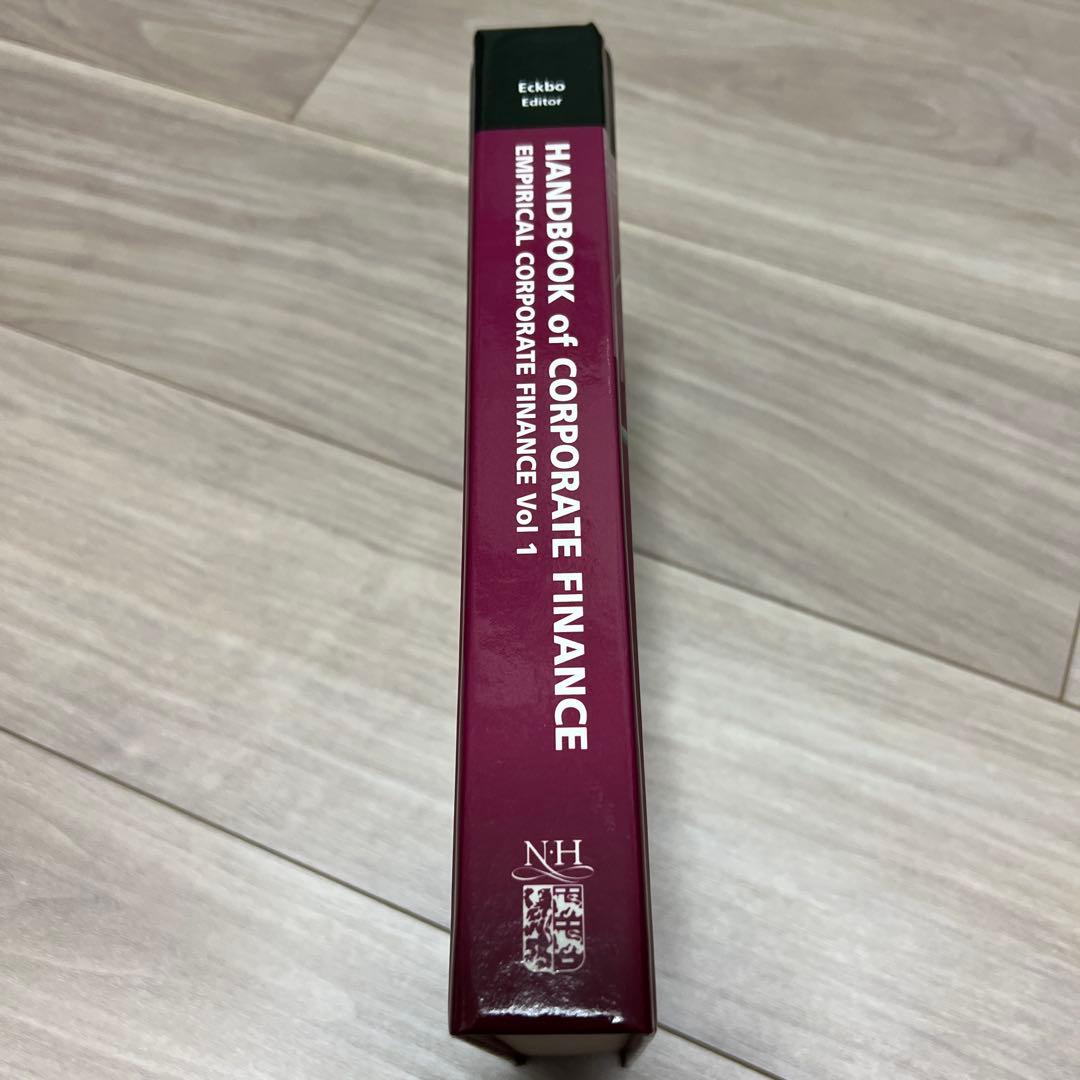 Eckbo
Editor
HANDBOOK of CORPORATE FINANCE
EMPIRICAL CORPORATE FINANCE Vol 1
N·H